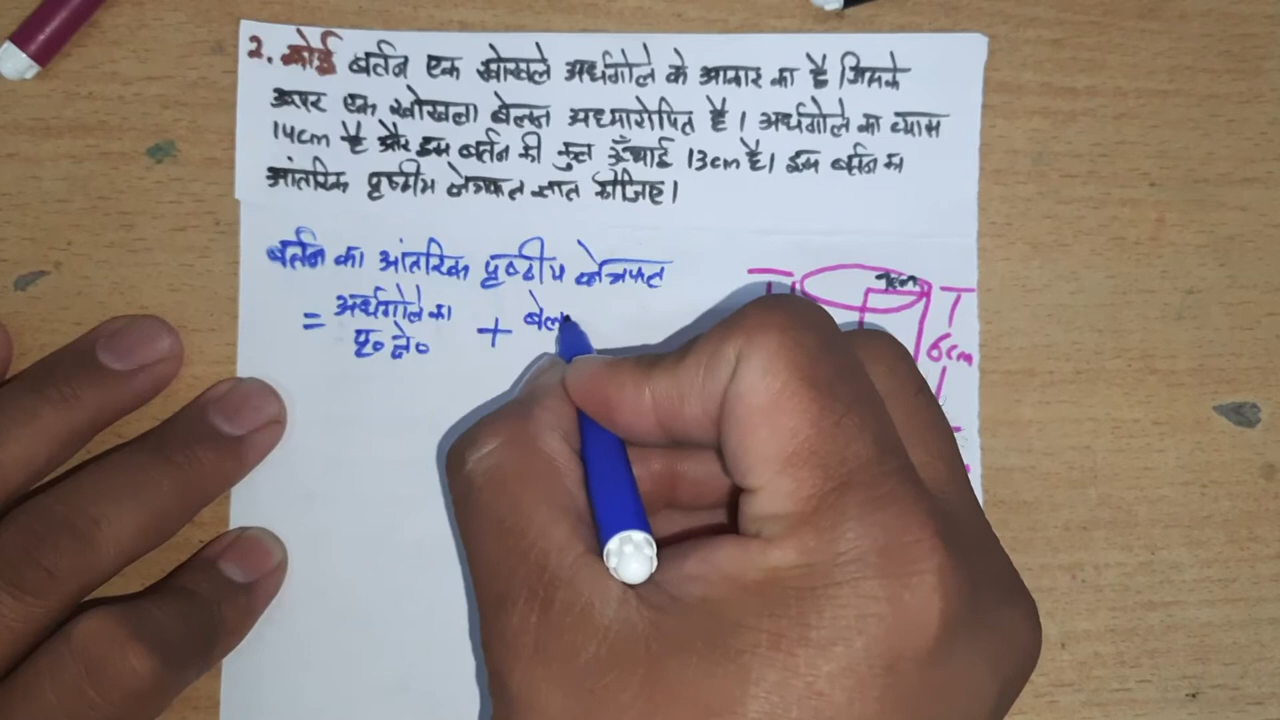 2. कोई बर्तन एक खोखले अर्धगोले के आकार का है जिसके
ऊपर एक खोखला बेलन अध्यारोपित है। अर्धगोले का व्यास
14cm है और इस बर्तन की कुल ऊँचाई 13cm है। इस बर्तन का
आंतरिक पृष्ठीय क्षेत्रफल ज्ञात कीजिए।
बर्तन का आंतरिक पृष्ठीय क्षेत्रफल
= अर्धगोले का + बेल
पृ० क्षे०
7cm
6cm